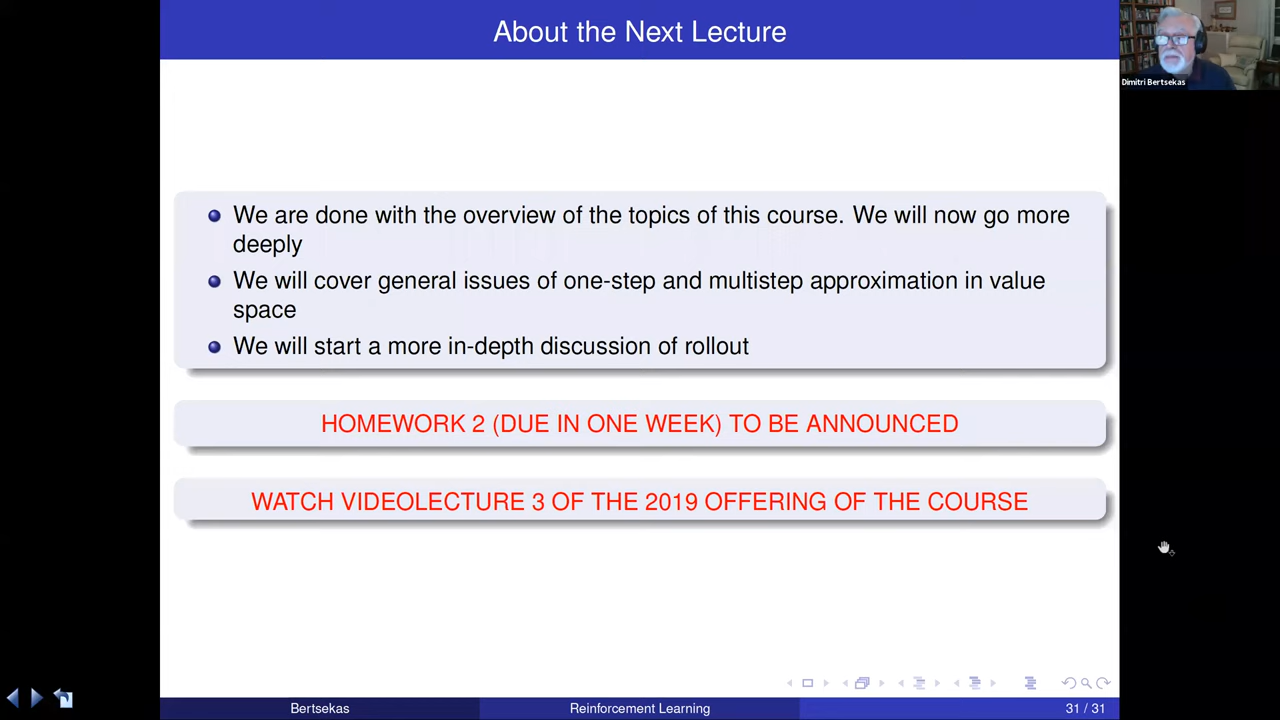 About the Next Lecture
Dimitri Bertsekas
We are done with the overview of the topics of this course. We will now go more
deeply
We will cover general issues of one-step and multistep approximation in value
space
We will start a more in-depth discussion of rollout
HOMEWORK 2 (DUE IN ONE WEEK) TO BE ANNOUNCED
WATCH VIDEOLECTURE 3 OF THE 2019 OFFERING OF THE COURSE
Bertsekas
Reinforcement Learning
31 / 31